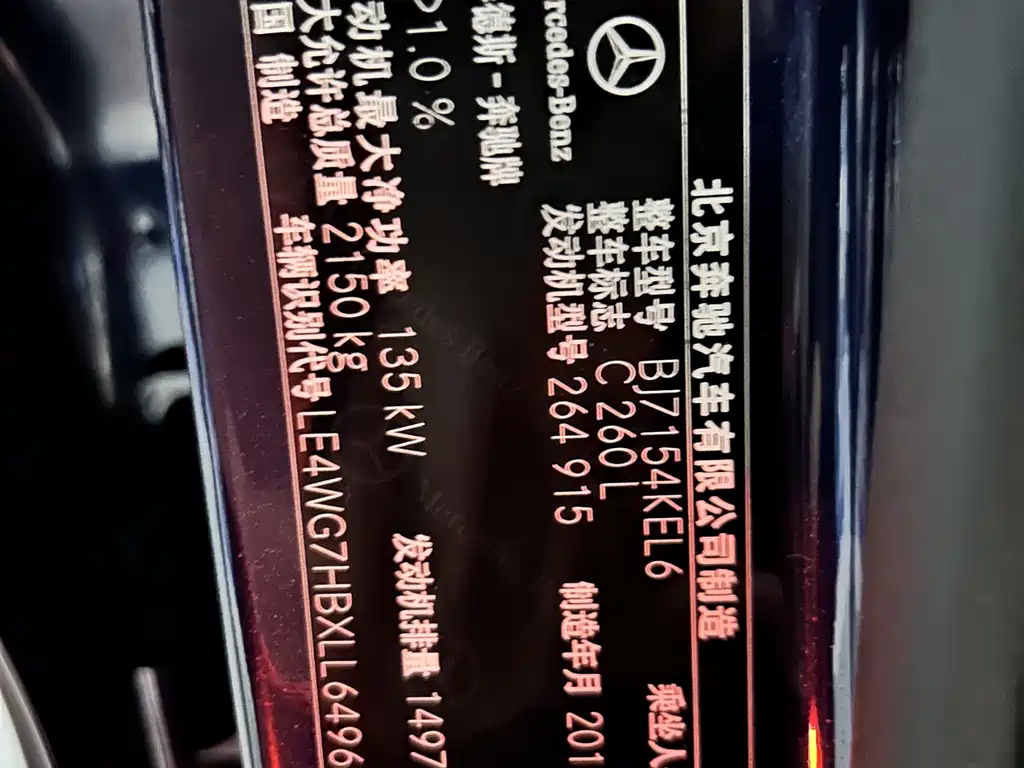 北京奔驰汽车有限公司制造
整车型号 BJ7154KEL6 乘坐人
整车标志 C 260 L
发动机型号 264 915 制造年月 201
Mercedes-Benz
德斯-奔驰牌
>1.0 % 发动机排量 1497
动机最大净功率 135 kW
大允许总质量 2150 kg
车辆识别代号 LE4WG7HBXLL6496
国 制造